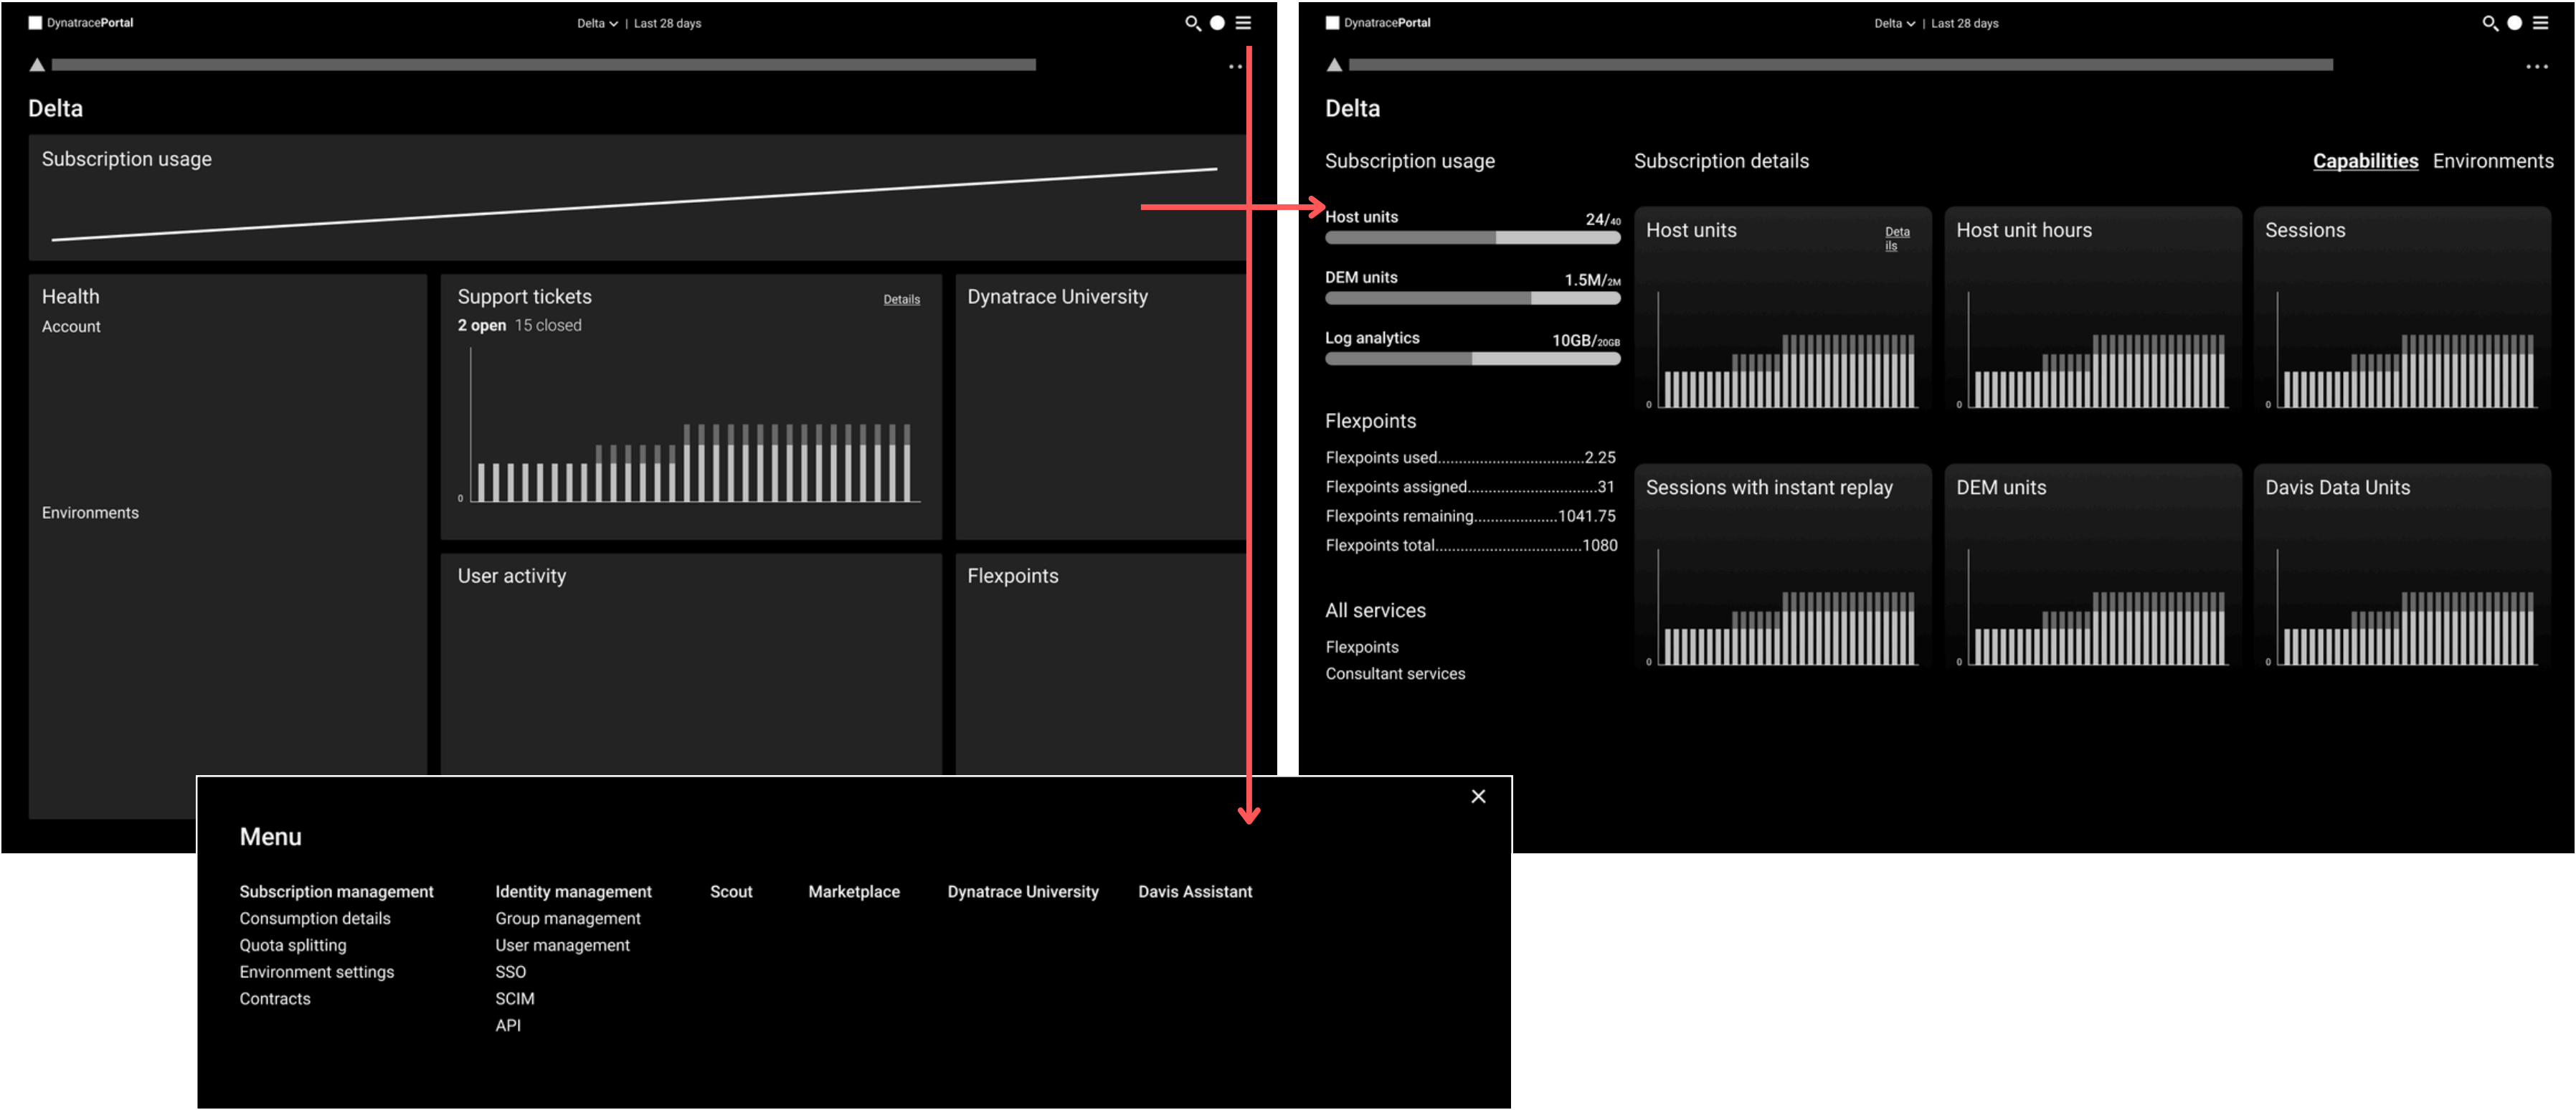 DynatracePortal
Delta | Last 28 days
Delta
Subscription usage
Health
Account
Environments
Support tickets
Details
2 open 15 closed
0
Dynatrace University
User activity
Flexpoints
DynatracePortal
Delta | Last 28 days
Delta
Subscription usage
Host units 24/40
DEM units 1.5M/2M
Log analytics 10GB/20GB
Flexpoints
Flexpoints used...................................2.25
Flexpoints assigned...............................31
Flexpoints remaining....................1041.75
Flexpoints total...................................1080
All services
Flexpoints
Consultant services
Subscription details
Capabilities Environments
Host units
Deta
ils
0
Host unit hours
0
Sessions
0
Sessions with instant replay
0
DEM units
0
Davis Data Units
0
Menu
Subscription management
Consumption details
Quota splitting
Environment settings
Contracts
Identity management
Group management
User management
SSO
SCIM
API
Scout
Marketplace
Dynatrace University
Davis Assistant